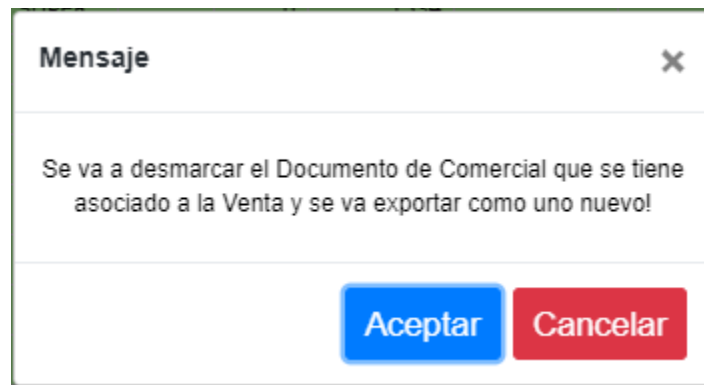 Mensaje
×
Se va a desmarcar el Documento de Comercial que se tiene
asociado a la Venta y se va exportar como uno nuevo!
Aceptar
Cancelar